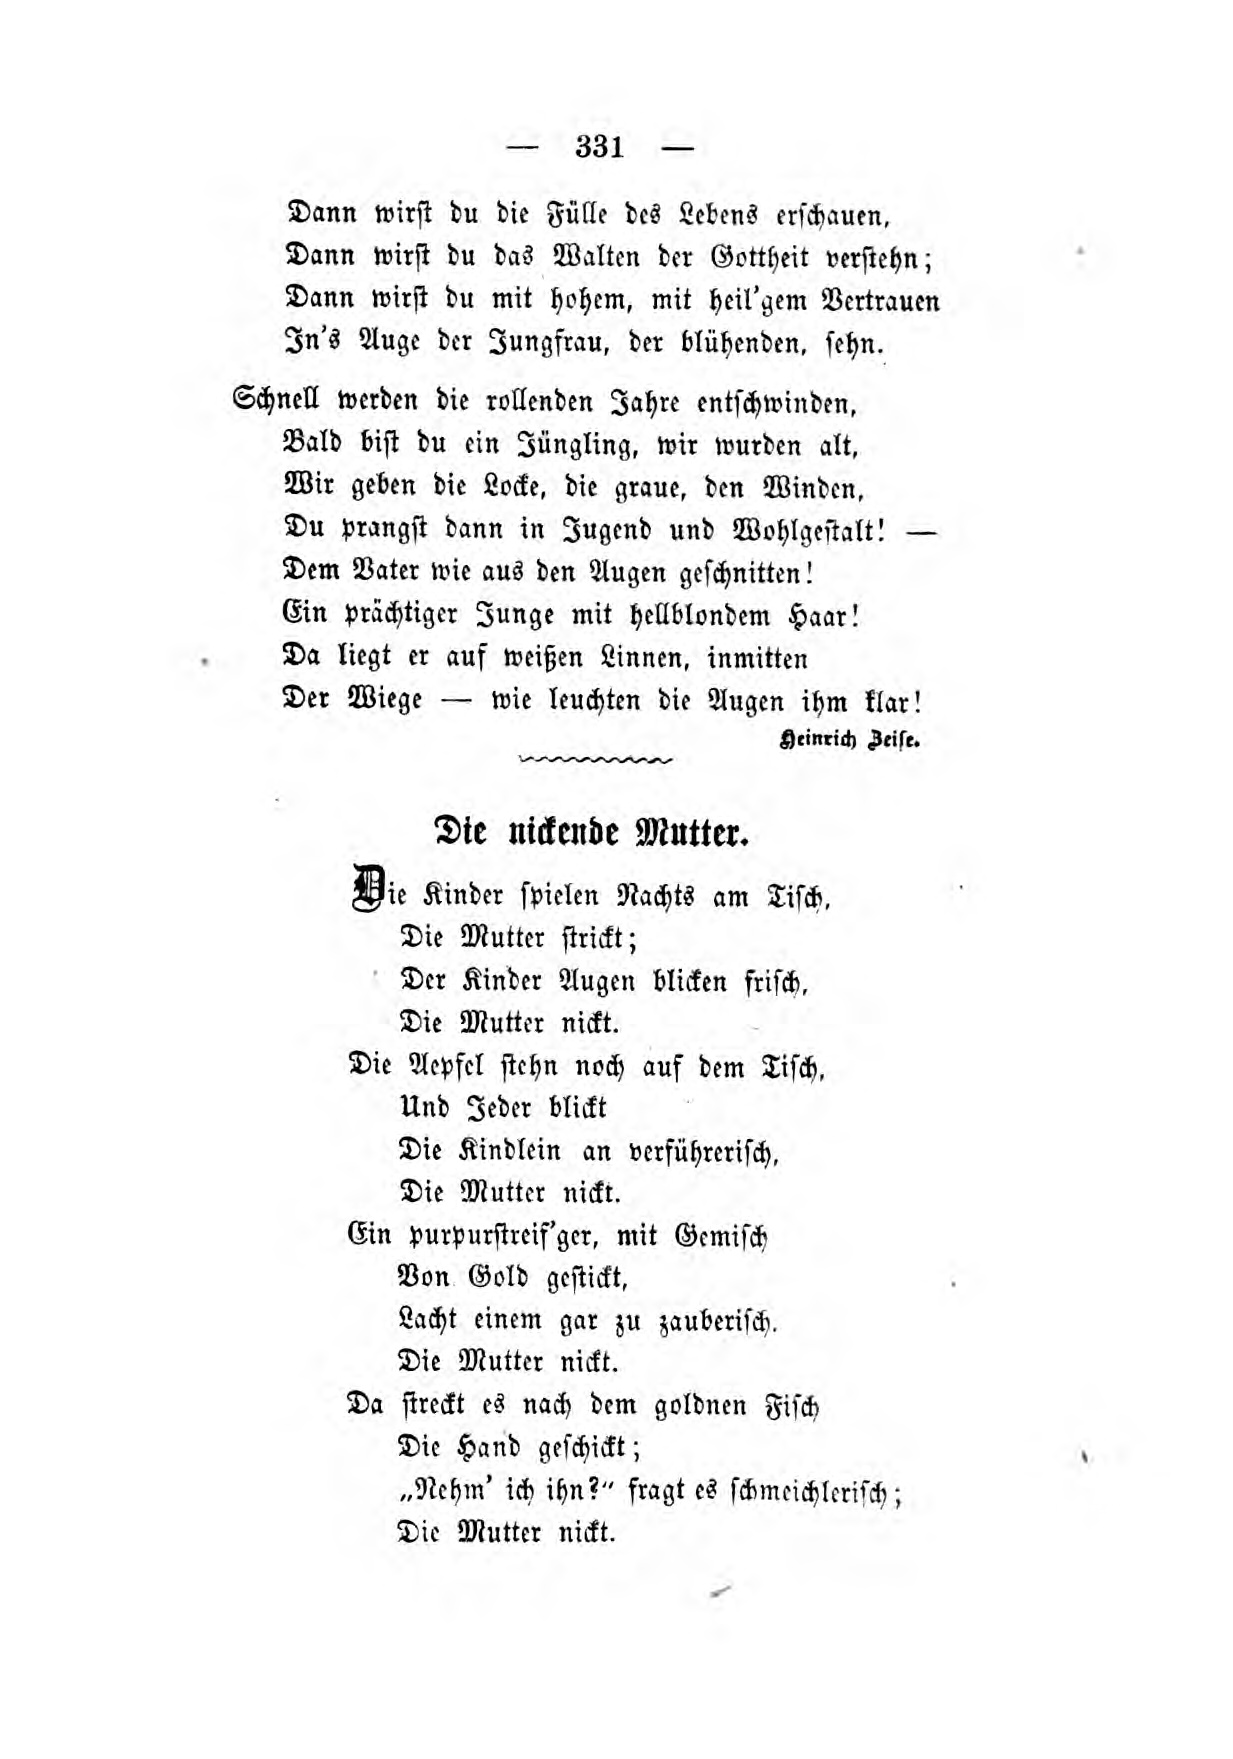 — 331 —
Dann wirſt du die Fülle des Lebens erſchauen,
Dann wirſt du das Walten der Gottheit verſtehn;
Dann wirſt du mit hohem, mit heil'gem Vertrauen
In's Auge der Jungfrau, der blühenden, ſehn.
Schnell werden die rollenden Jahre entſchwinden,
Bald biſt du ein Jüngling, wir wurden alt,
Wir geben die Locke, die graue, den Winden,
Du prangſt dann in Jugend und Wohlgeſtalt! —
Dem Vater wie aus den Augen geſchnitten!
Ein prächtiger Junge mit hellblondem Haar!
Da liegt er auf weißen Linnen, inmitten
Der Wiege — wie leuchten die Augen ihm klar!
Heinrich Zeiſe.
Die nickende Mutter.
Die Kinder ſpielen Nachts am Tiſch,
Die Mutter ſtrickt;
Der Kinder Augen blicken friſch,
Die Mutter nickt.
Die Aepfel ſtehn noch auf dem Tiſch,
Und Jeder blickt
Die Kindlein an verführeriſch,
Die Mutter nickt.
Ein purpurſtreif'ger, mit Gemiſch
Von Gold geſtickt,
Lacht einem gar zu zauberiſch.
Die Mutter nickt.
Da ſtreckt es nach dem goldnen Fiſch
Die Hand geſchickt;
„Nehm' ich ihn?“ fragt es ſchmeichleriſch;
Die Mutter nickt.